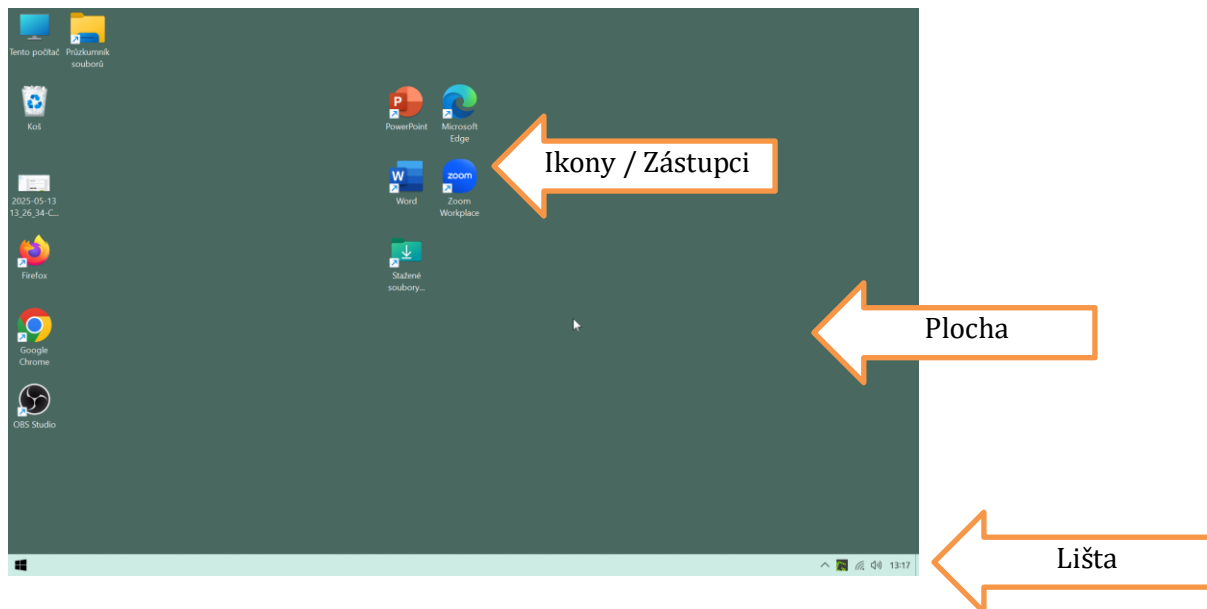 Tento počítač
Průzkumník
souborů
Koš
P
PowerPoint
Microsoft
Edge
Ikony / Zástupci
W
Word
zoom
Zoom
Workplace
2025-05-13
13_26_34-C...
Firefox
Stažené
soubory...
Plocha
Google
Chrome
OBS Studio
Lišta
13:17